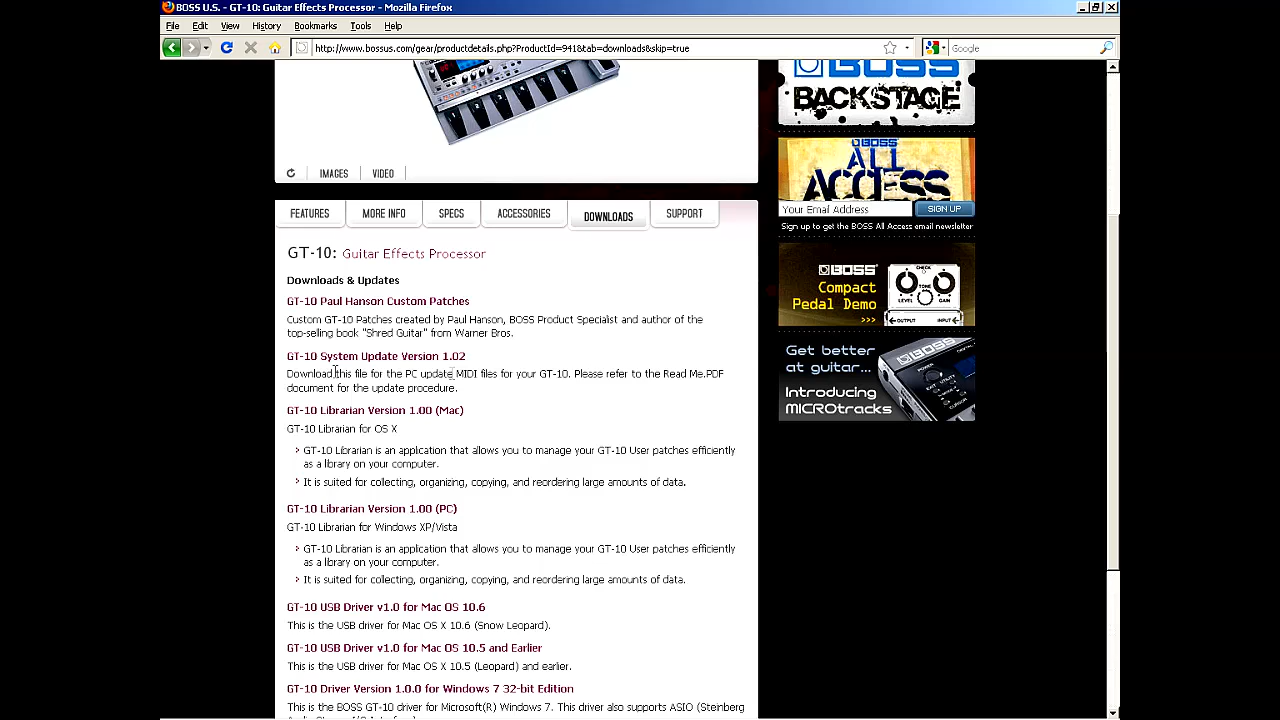 BOSS U.S. - GT-10: Guitar Effects Processor - Mozilla Firefox
File Edit View History Bookmarks Tools Help
http://www.bossus.com/gear/productdetails.php?ProductId=941&tab=downloads&skip=true
Google
IMAGES VIDEO
FEATURES MORE INFO SPECS ACCESSORIES DOWNLOADS SUPPORT
GT-10: Guitar Effects Processor
Downloads & Updates
GT-10 Paul Hanson Custom Patches
Custom GT-10 Patches created by Paul Hanson, BOSS Product Specialist and author of the
top-selling book "Shred Guitar" from Warner Bros.
GT-10 System Update Version 1.02
Download this file for the PC update MIDI files for your GT-10. Please refer to the Read Me.PDF
document for the update procedure.
GT-10 Librarian Version 1.00 (Mac)
GT-10 Librarian for OS X
GT-10 Librarian is an application that allows you to manage your GT-10 User patches efficiently
as a library on your computer.
It is suited for collecting, organizing, copying, and reordering large amounts of data.
GT-10 Librarian Version 1.00 (PC)
GT-10 Librarian for Windows XP/Vista
GT-10 Librarian is an application that allows you to manage your GT-10 User patches efficiently
as a library on your computer.
It is suited for collecting, organizing, copying, and reordering large amounts of data.
GT-10 USB Driver v1.0 for Mac OS 10.6
This is the USB driver for Mac OS X 10.6 (Snow Leopard).
GT-10 USB Driver v1.0 for Mac OS 10.5 and Earlier
This is the USB driver for Mac OS X 10.5 (Leopard) and earlier.
GT-10 Driver Version 1.0.0 for Windows 7 32-bit Edition
This is the BOSS GT-10 driver for Microsoft(R) Windows 7. This driver also supports ASIO (Steinberg
BOSS
BACKSTAGE
BOSS
ALL
ACCESS
Your Email Address SIGN UP
Sign up to get the BOSS All Access email newsletter
BOSS
Compact
Pedal Demo
>>>
CHECK
LEVEL TONE GAIN
OUTPUT INPUT
Get better
at guitar...
Introducing
MICROtracks
POWER
EXIT UTILITY
CURSOR